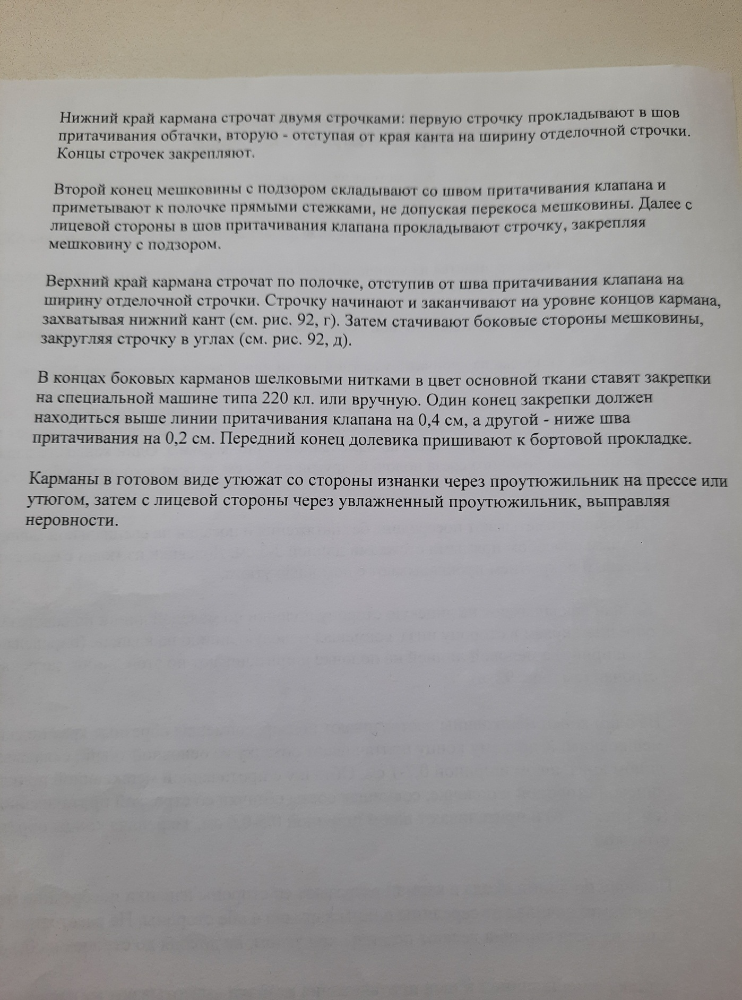 Нижний край кармана строчат двумя строчками: первую строчку прокладывают в шов
притачивания обтачки, вторую - отступая от края канта на ширину отделочной строчки.
Концы строчек закрепляют.
Второй конец мешковины с подзором складывают со швом притачивания клапана и
приметывают к полочке прямыми стежками, не допуская перекоса мешковины. Далее с
лицевой стороны в шов притачивания клапана прокладывают строчку, закрепляя
мешковину с подзором.
Верхний край кармана строчат по полочке, отступив от шва притачивания клапана на
ширину отделочной строчки. Строчку начинают и заканчивают на уровне концов кармана,
захватывая нижний кант (см. рис. 92, г). Затем стачивают боковые стороны мешковины,
закругляя строчку в углах (см. рис. 92, д).
В концах боковых карманов шелковыми нитками в цвет основной ткани ставят закрепки
на специальной машине типа 220 кл. или вручную. Один конец закрепки должен
находиться выше линии притачивания клапана на 0,4 см, а другой - ниже шва
притачивания на 0,2 см. Передний конец долевика пришивают к бортовой прокладке.
Карманы в готовом виде утюжат со стороны изнанки через проутюжильник на прессе или
утюгом, затем с лицевой стороны через увлажненный проутюжильник, выправляя
неровности.